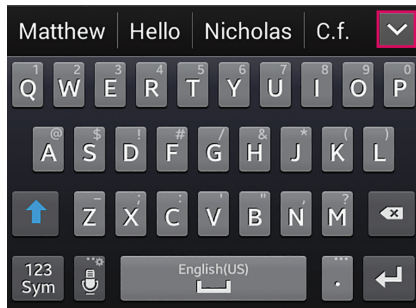 Matthew Hello Nicholas C.f.
1 2 3 4 5 6 7 8 9 0
Q W E R T Y U I O P
@ $ ! # / & * ( )
A S D F G H J K L
_ ; : ' " , ?
Z X C V B N M
123 English(US) ...
Sym .